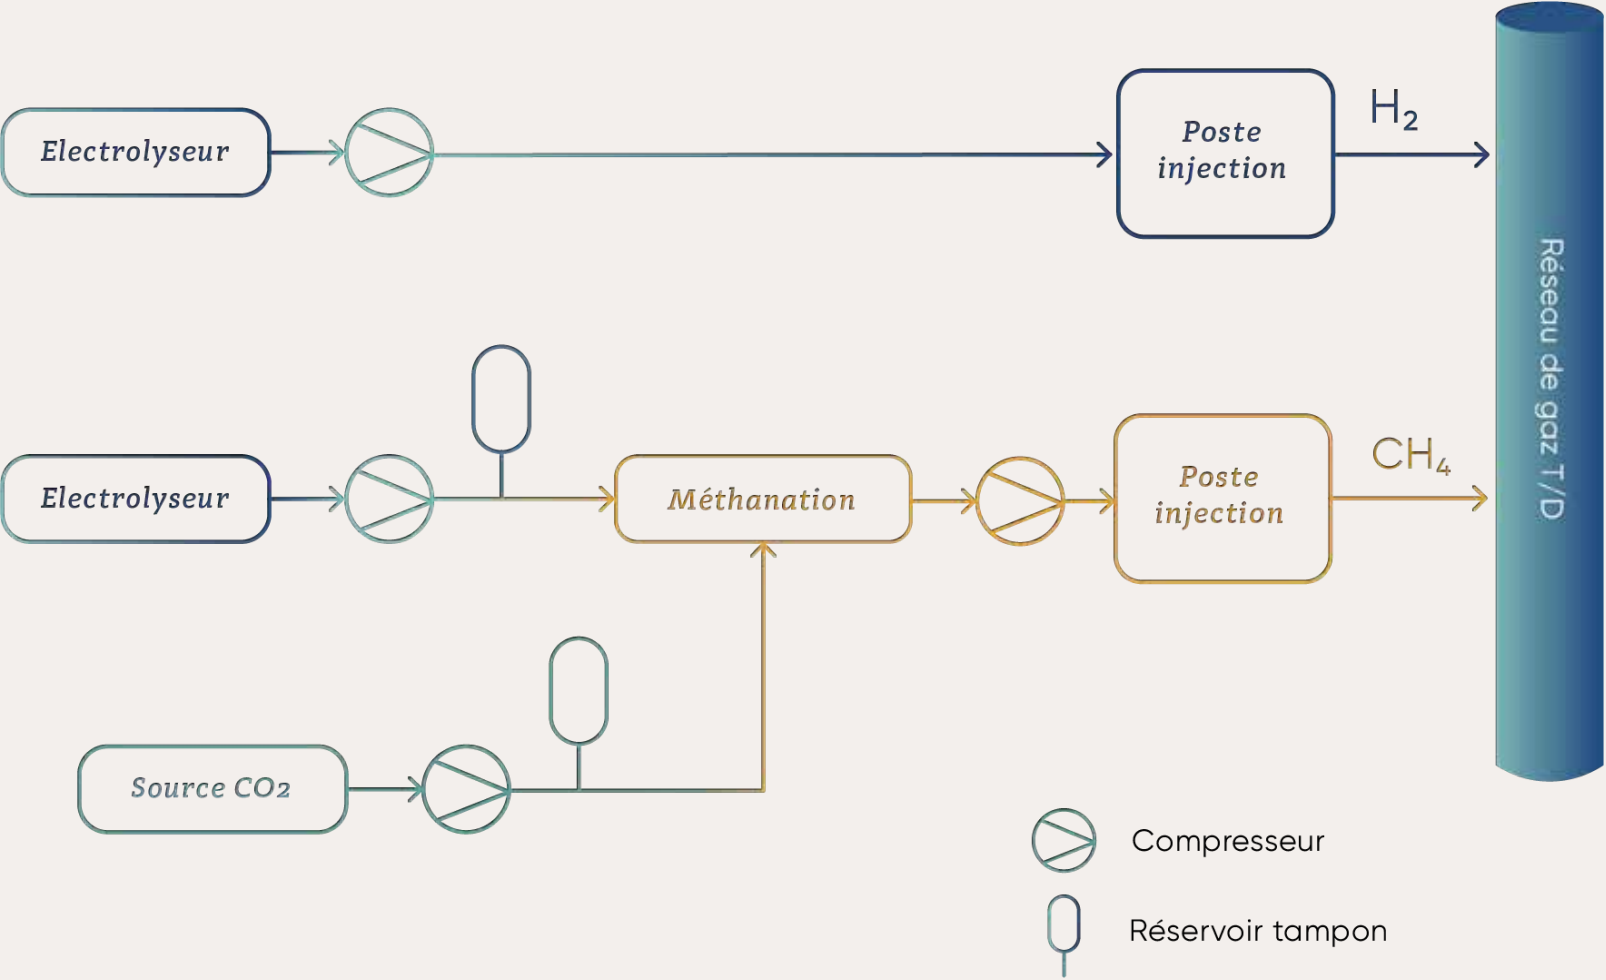 Electrolyseur
Poste
injection
H₂
Réseau de gaz T/D
Electrolyseur
Méthanation
Poste
injection
CH₄
Source CO2
Compresseur
Réservoir tampon